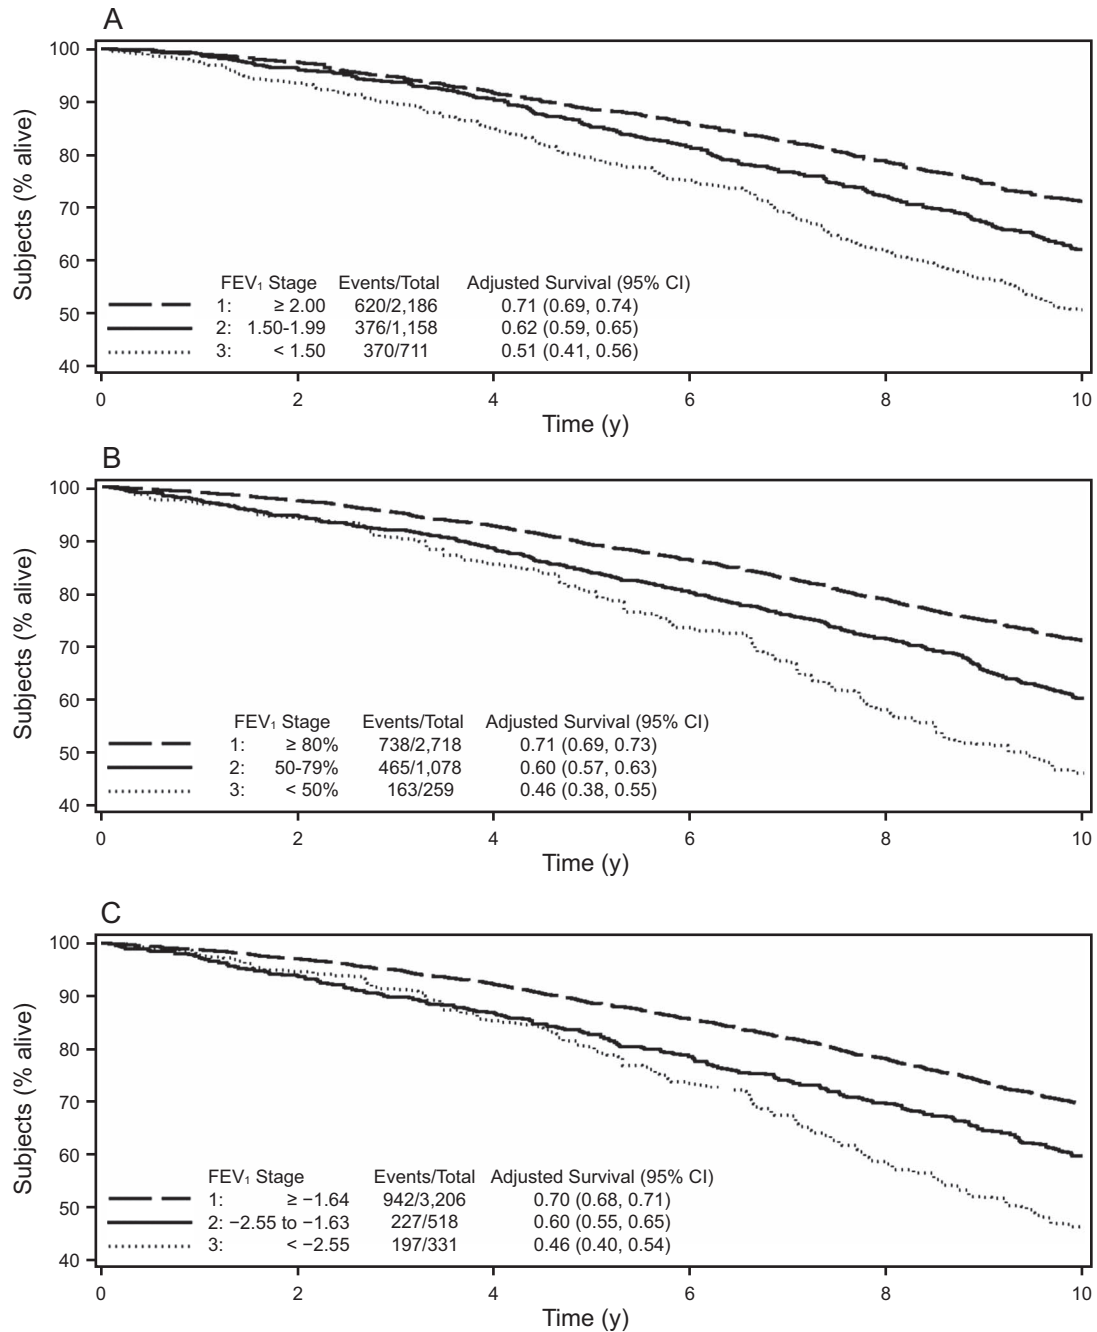 A
Subjects (% alive)
100
90
80
70
60
50
40
FEV₁ Stage Events/Total Adjusted Survival (95% CI)
1: ≥ 2.00 620/2,186 0.71 (0.69, 0.74)
2: 1.50-1.99 376/1,158 0.62 (0.59, 0.65)
3: < 1.50 370/711 0.51 (0.41, 0.56)
0 2 4 6 8 10
Time (y)
B
Subjects (% alive)
100
90
80
70
60
50
40
FEV₁ Stage Events/Total Adjusted Survival (95% CI)
1: ≥ 80% 738/2,718 0.71 (0.69, 0.73)
2: 50-79% 465/1,078 0.60 (0.57, 0.63)
3: < 50% 163/259 0.46 (0.38, 0.55)
0 2 4 6 8 10
Time (y)
C
Subjects (% alive)
100
90
80
70
60
50
40
FEV₁ Stage Events/Total Adjusted Survival (95% CI)
1: ≥ −1.64 942/3,206 0.70 (0.68, 0.71)
2: −2.55 to −1.63 227/518 0.60 (0.55, 0.65)
3: < −2.55 197/331 0.46 (0.40, 0.54)
0 2 4 6 8 10
Time (y)